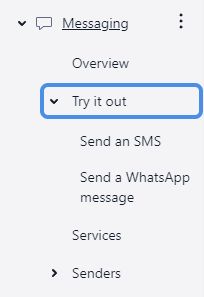 Messaging
Overview
Try it out
Send an SMS
Send a WhatsApp
message
Services
Senders